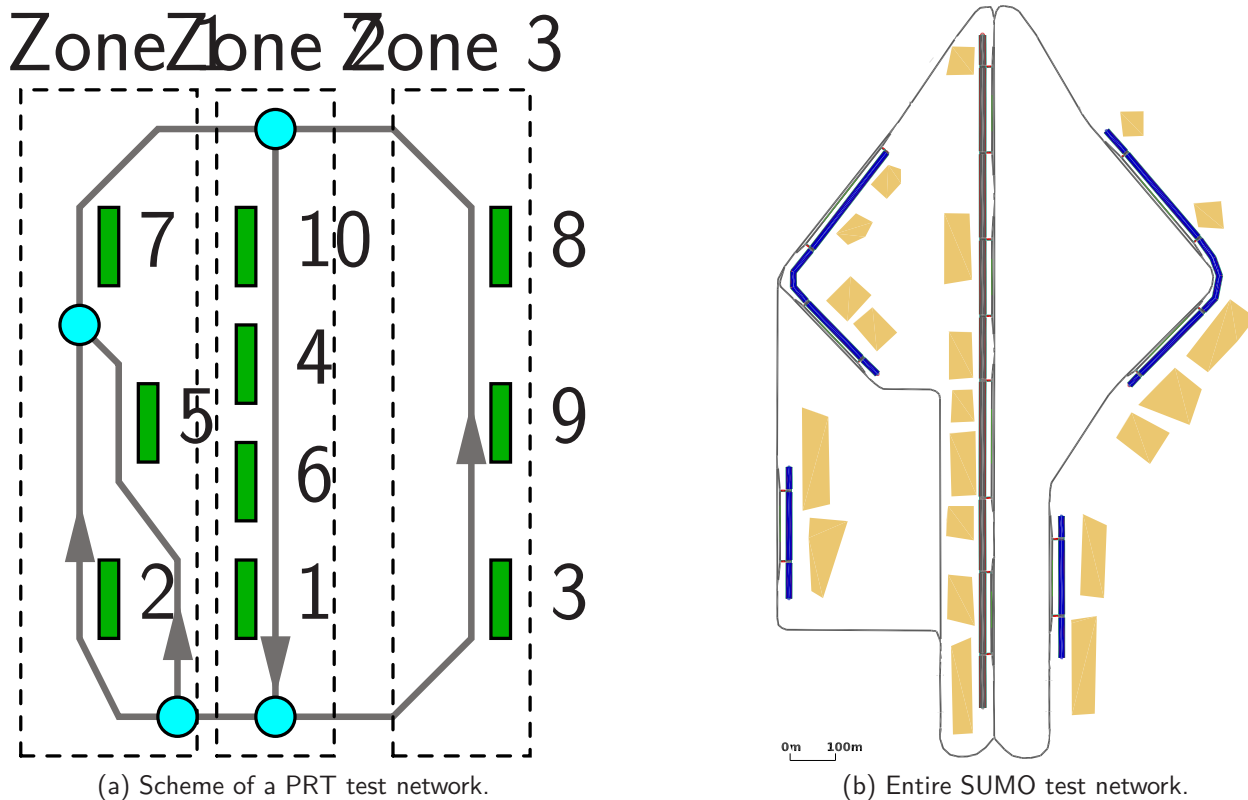 Zone 1 Zone 2 Zone 3
7 10 8
4
5 9
6
2 1 3
0m 100m
(a) Scheme of a PRT test network. (b) Entire SUMO test network.